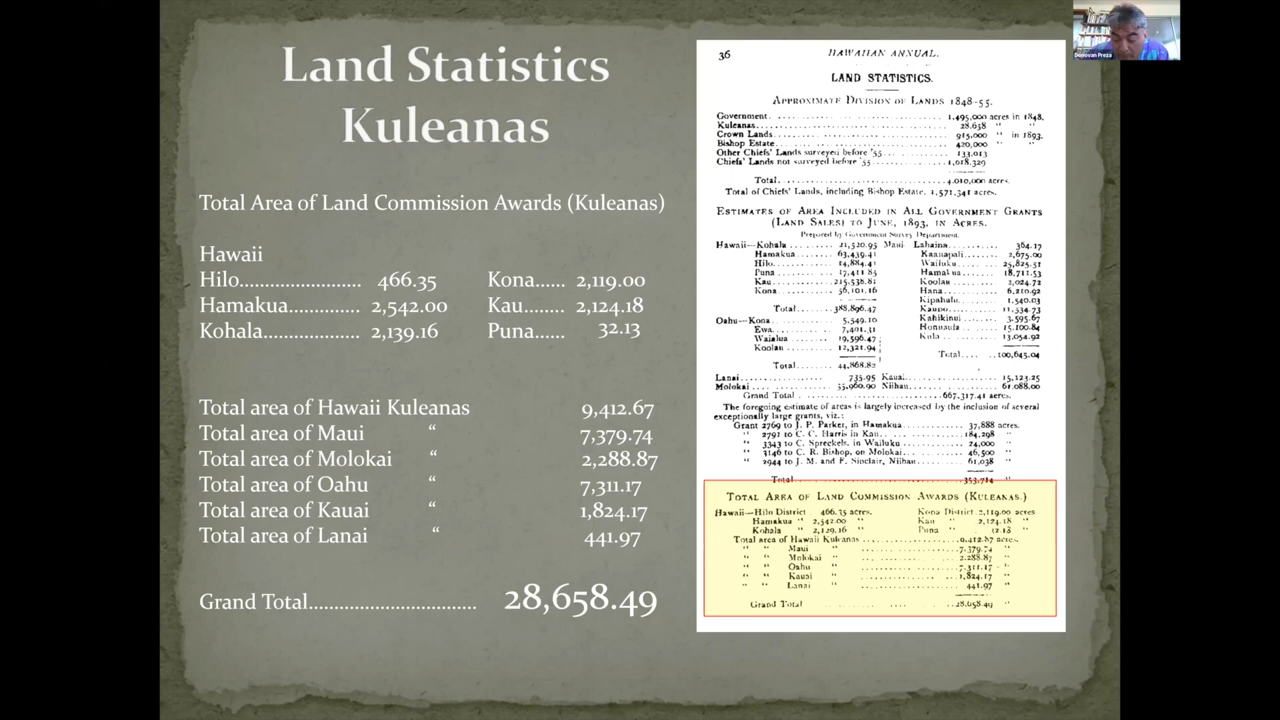 Land Statistics
Kuleanas
Total Area of Land Commission Awards (Kuleanas)
Hawaii
Hilo........................ 466.35 Kona...... 2,119.00
Hamakua.............. 2,542.00 Kau........ 2,124.18
Kohala.................... 2,139.16 Puna...... 32.13
Total area of Hawaii Kuleanas 9,412.67
Total area of Maui “ 7,379.74
Total area of Molokai “ 2,288.87
Total area of Oahu “ 7,311.17
Total area of Kauai “ 1,824.17
Total area of Lanai “ 441.97
Grand Total................................. 28,658.49
36 HAWAIIAN ANNUAL.
LAND STATISTICS.
APPROXIMATE DIVISION OF LANDS 1848-55.
Government. 1,495,000 acres in 1848.
Kuleanas 28,658 " "
Crown Lands 915,000 " in 1893.
Bishop Estate 420,000 "
Other Chiefs' Lands surveyed before '55 133,013
Chiefs' Lands not surveyed before '55 1,018,329
Total. 4,010,000 acres.
Total of Chiefs' Lands, including Bishop Estate, 1,571,341 acres.
ESTIMATES OF AREA INCLUDED IN ALL GOVERNMENT GRANTS
(LAND SALES) TO JUNE, 1893, IN ACRES.
Prepared by Government Survey Department.
Hawaii—Kohala 21,520.95 Maui Lahaina 364.17
Hamakua 63,439.41 Kaanapali 2,675.00
Hilo 14,884.41 Wailuku 25,825.51
Puna 17,411.85 Hamakua 18,711.53
Kau 215,538.81 Koolau 2,024.72
Kona 56,101.16 Hana 6,210.92
Kipahulu 1,540.03
Total 388,896.47 Kaupo 11,534.73
Oahu—Kona 5,549.10 Kahikinui 3,595.67
Ewa 7,401.31 Honuaula 15,100.84
Waialua 19,596.47 Kula 13,054.92
Koolau 12,321.94
Total 100,643.04
Total 44,868.82
Lanai 735.95 Kauai 15,123.25
Molokai 55,960.90 Niihau 61,088.00
Grand Total 667,317.41 acres.
The foregoing estimate of areas is largely increased by the inclusion of several
exceptionally large grants, viz.:
Grant 2769 to J. P. Parker, in Hamakua 37,888 acres.
" 2791 to C. C. Harris in Kau 184,298 "
" 3343 to C. Spreckels, in Wailuku 24,000 "
" 3146 to C. R. Bishop, on Molokai 46,500 "
" 2944 to J. M. and F. Sinclair, Niihau 61,038 "
Total 353,714 "
TOTAL AREA OF LAND COMMISSION AWARDS (KULEANAS.)
Hawaii—Hilo District 466.35 acres. Kona District 2,119.00 acres
Hamakua " 2,542.00 " Kau " 2,124.18 "
Kohala " Puna "
Total area of Hawaii Kuleanas acres.
" " Maui " 7,379.74 "
" " Molokai " 2,288.87 "
" " Oahu " 7,311.17 "
" " Kauai " 1,824.17 "
" " Lanai " 441.97 "
Grand Total 28,658.49 "
Donovan Preza